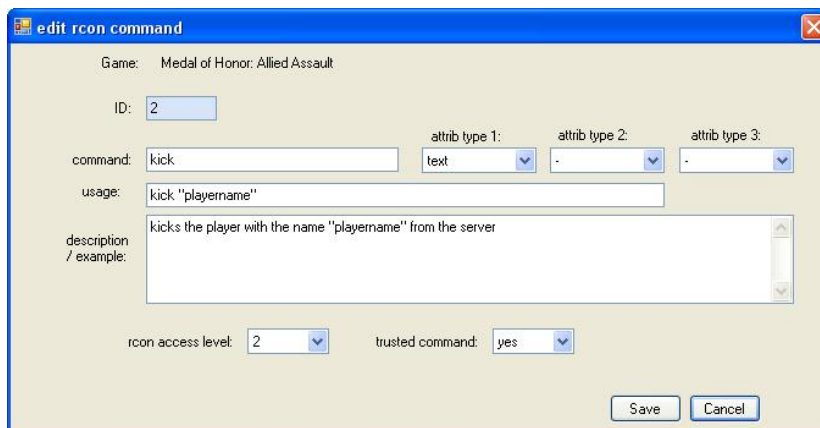 edit rcon command
Game: Medal of Honor: Allied Assault
ID: 2
attrib type 1: attrib type 2: attrib type 3:
command: kick text - -
usage: kick "playername"
description
/ example:
kicks the player with the name "playername" from the server
rcon access level: 2 trusted command: yes
Save Cancel